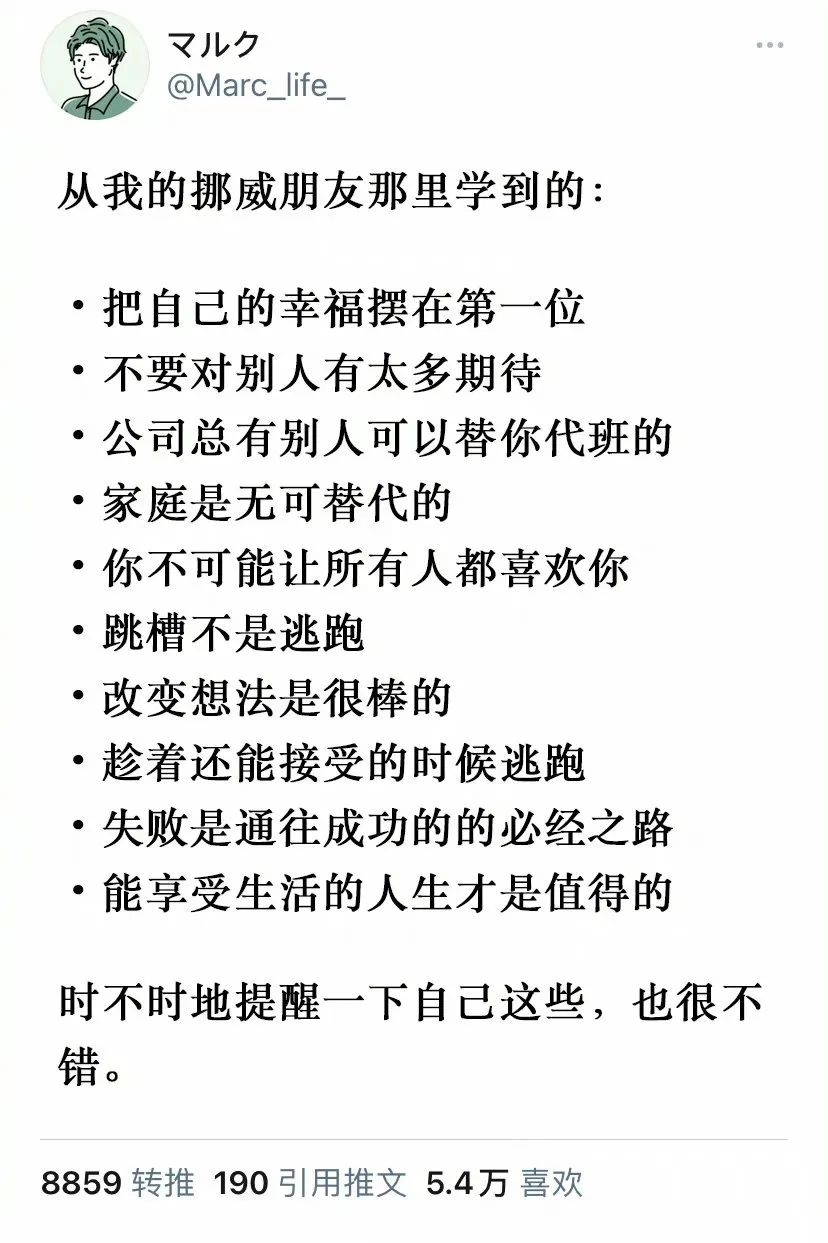 マルク
@Marc_life_
从我的挪威朋友那里学到的：
・把自己的幸福摆在第一位
・不要对别人有太多期待
・公司总有别人可以替你代班的
・家庭是无可替代的
・你不可能让所有人都喜欢你
・跳槽不是逃跑
・改变想法是很棒的
・趁着还能接受的时候逃跑
・失败是通往成功的的必经之路
・能享受生活的人生才是值得的
时不时地提醒一下自己这些，也很不
错。
8859 转推 190 引用推文 5.4万 喜欢